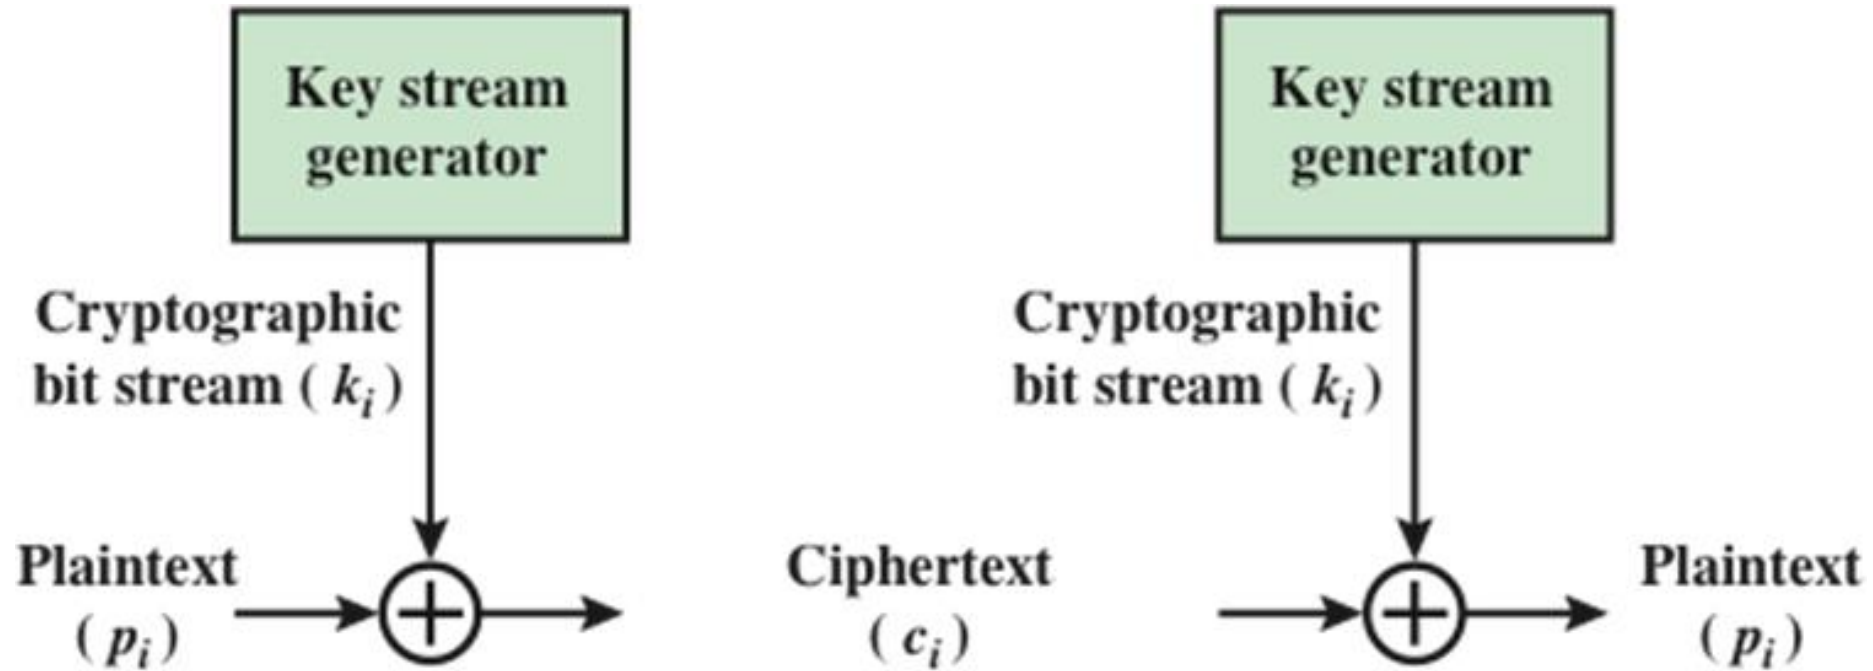 Key stream
generator
Cryptographic
bit stream ( kᵢ )
Plaintext
( pᵢ )
Ciphertext
( cᵢ )
Key stream
generator
Cryptographic
bit stream ( kᵢ )
Plaintext
( pᵢ )